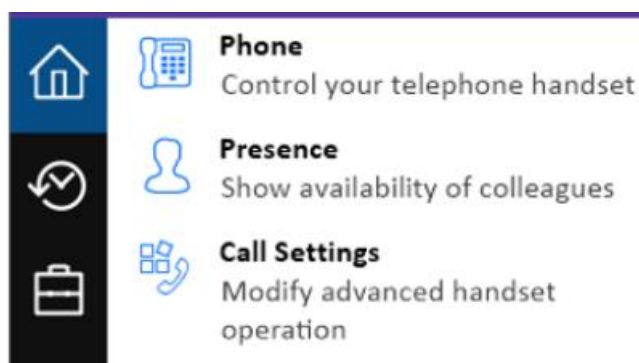 Phone
Control your telephone handset
Presence
Show availability of colleagues
Call Settings
Modify advanced handset
operation